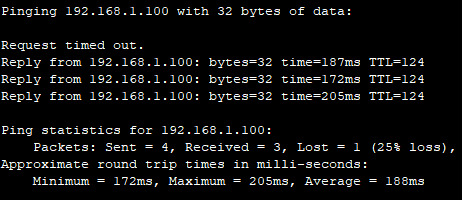 Pinging 192.168.1.100 with 32 bytes of data:

Request timed out.
Reply from 192.168.1.100: bytes=32 time=187ms TTL=124
Reply from 192.168.1.100: bytes=32 time=172ms TTL=124
Reply from 192.168.1.100: bytes=32 time=205ms TTL=124

Ping statistics for 192.168.1.100:
    Packets: Sent = 4, Received = 3, Lost = 1 (25% loss),
Approximate round trip times in milli-seconds:
    Minimum = 172ms, Maximum = 205ms, Average = 188ms